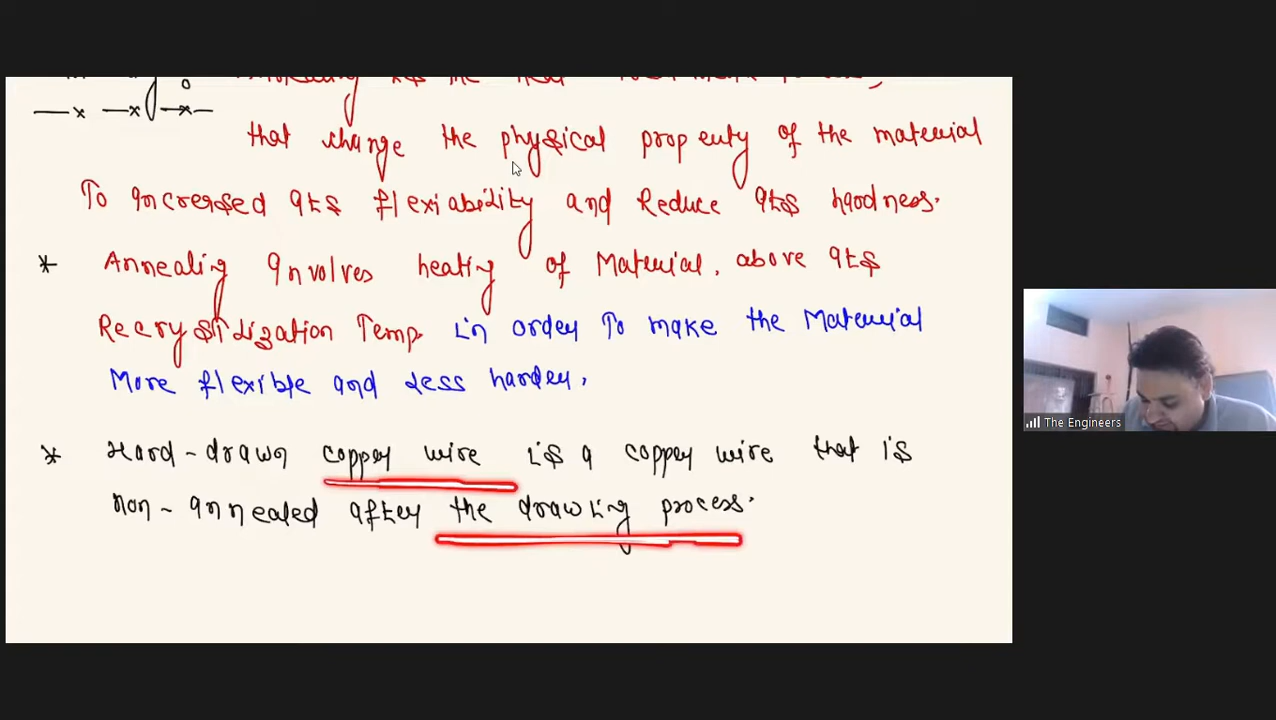 that change the physical property of the material
To increased its flexiability and Reduce its hardness.
* Annealing involves heating of Material, above its
Recrystilization Temp. in order To make the Material
More flexible and Less harder,
* Hard-drawn copper wire is a copper wire that is
non-annealed after the drawing process.
The Engineers